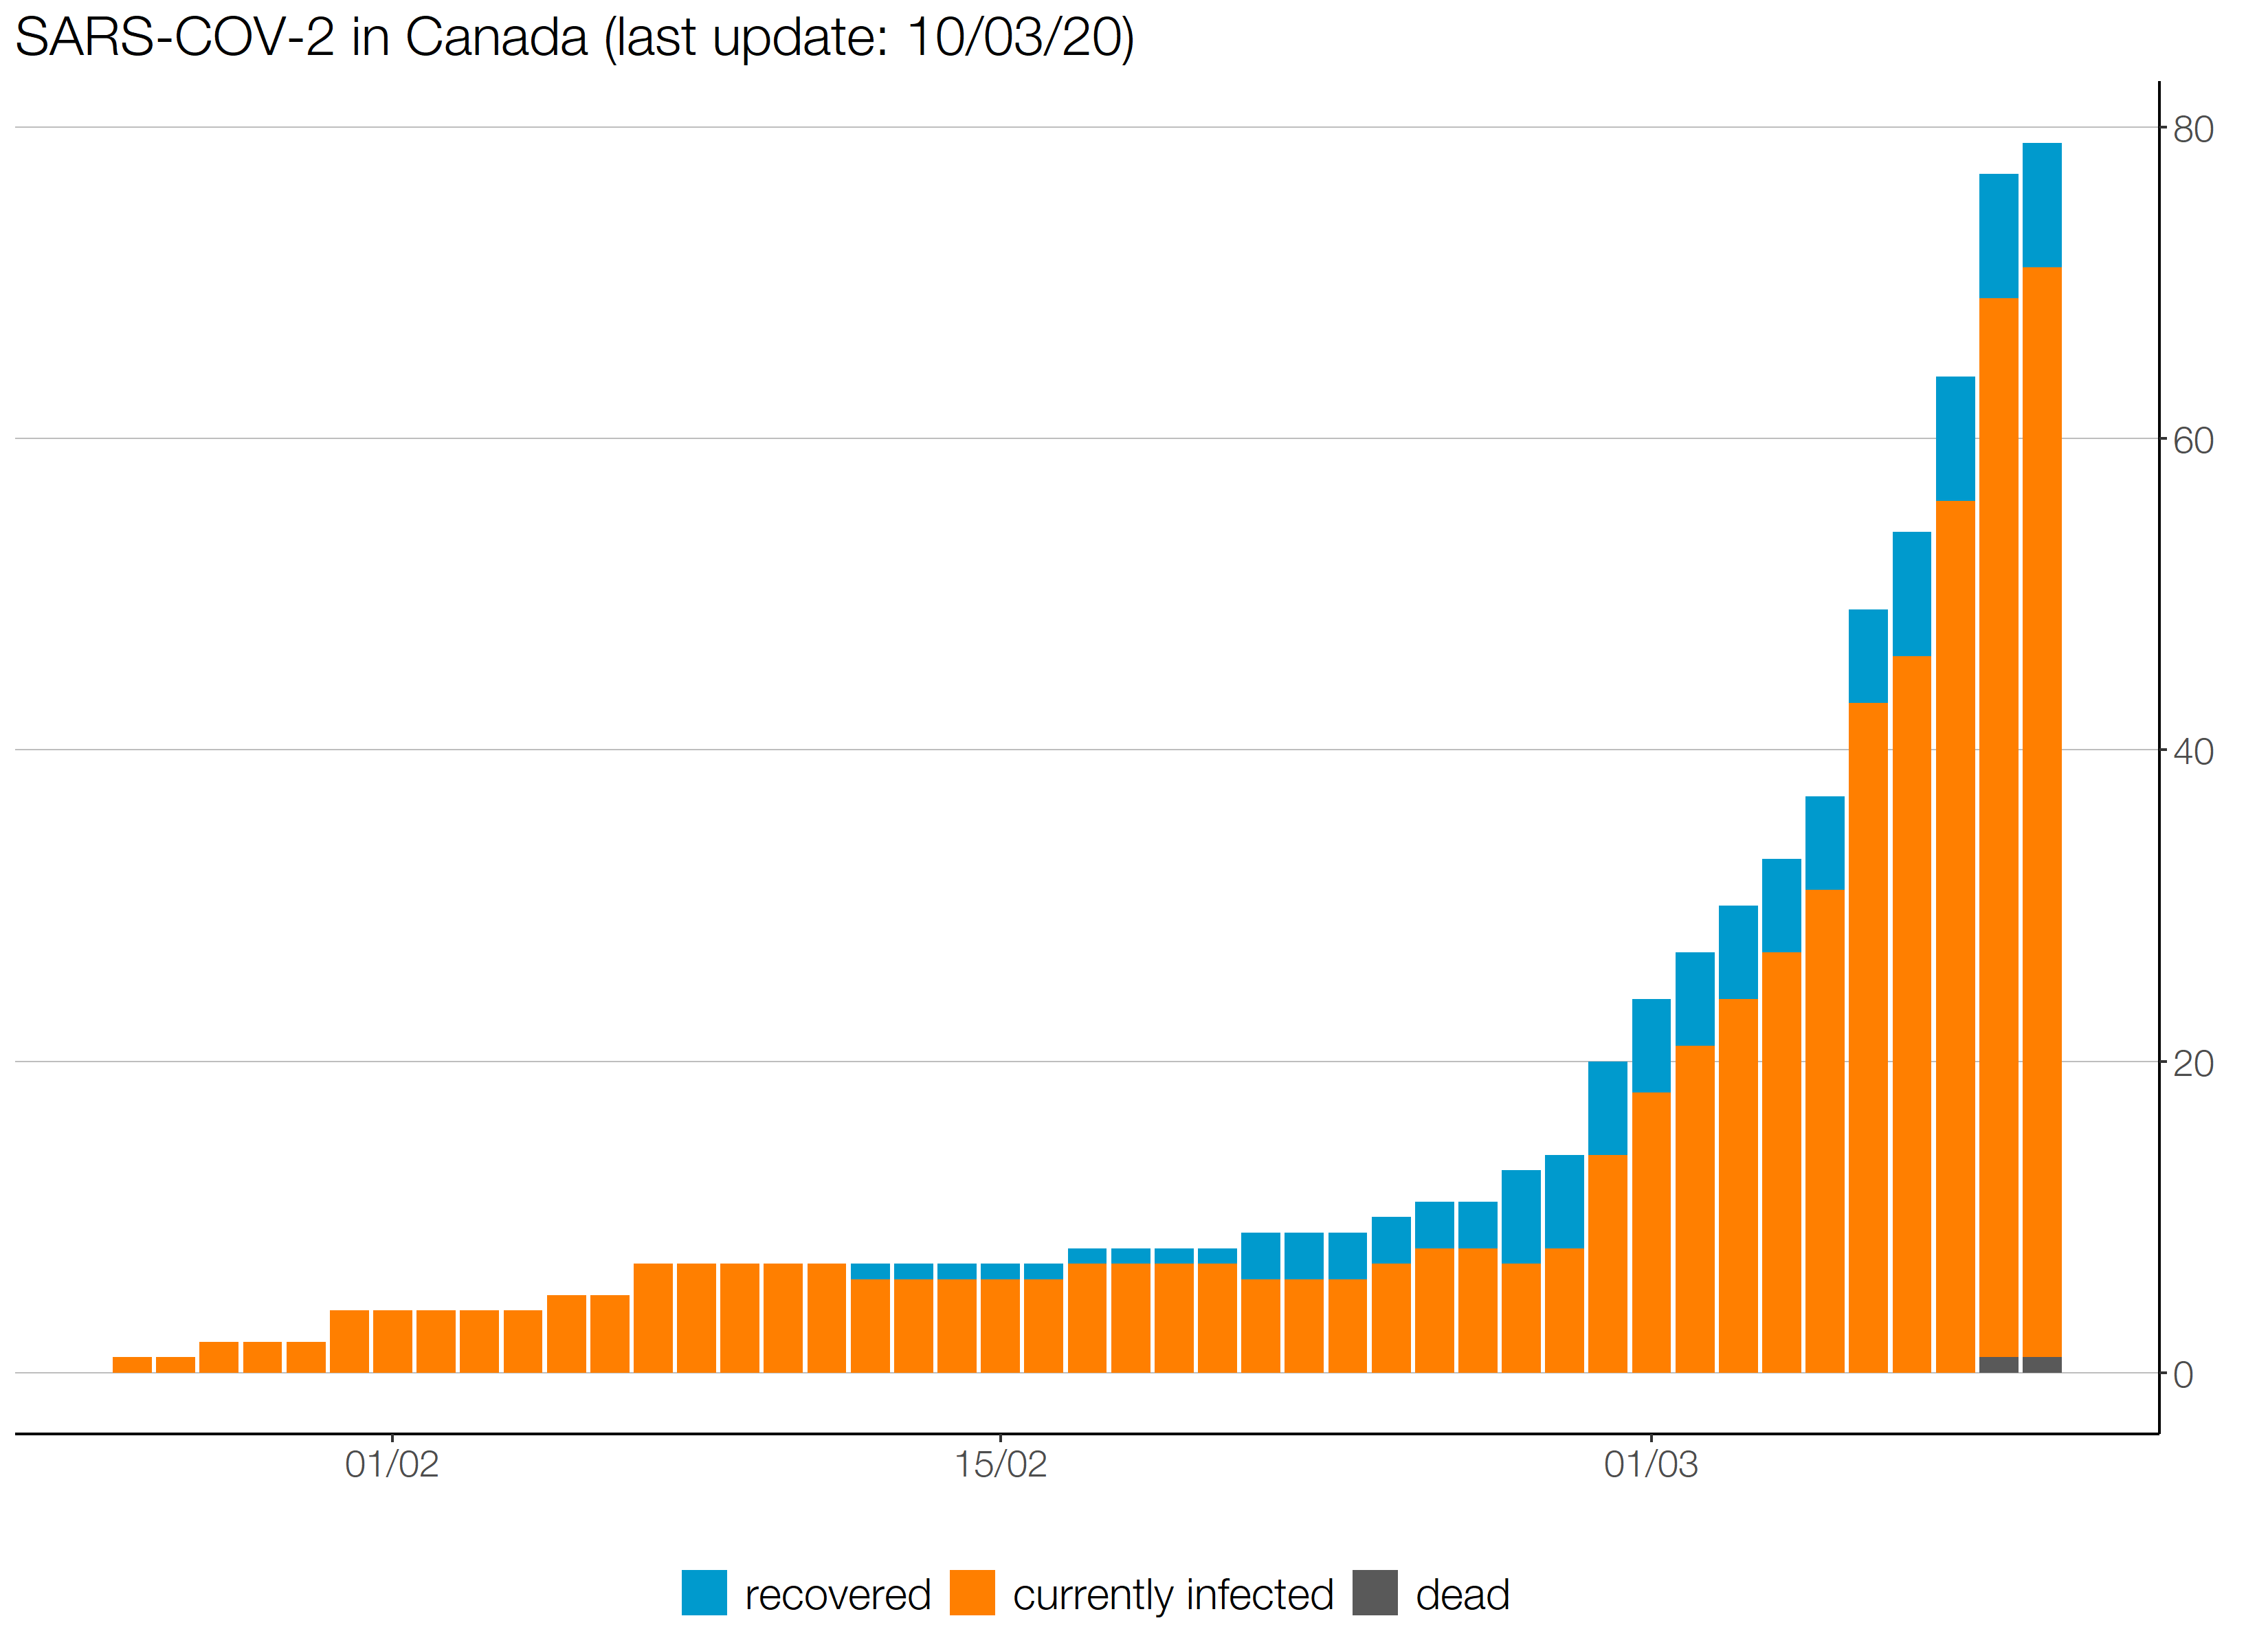 SARS-COV-2 in Canada (last update: 10/03/20)
80
60
40
20
0
01/02 15/02 01/03
recovered currently infected dead